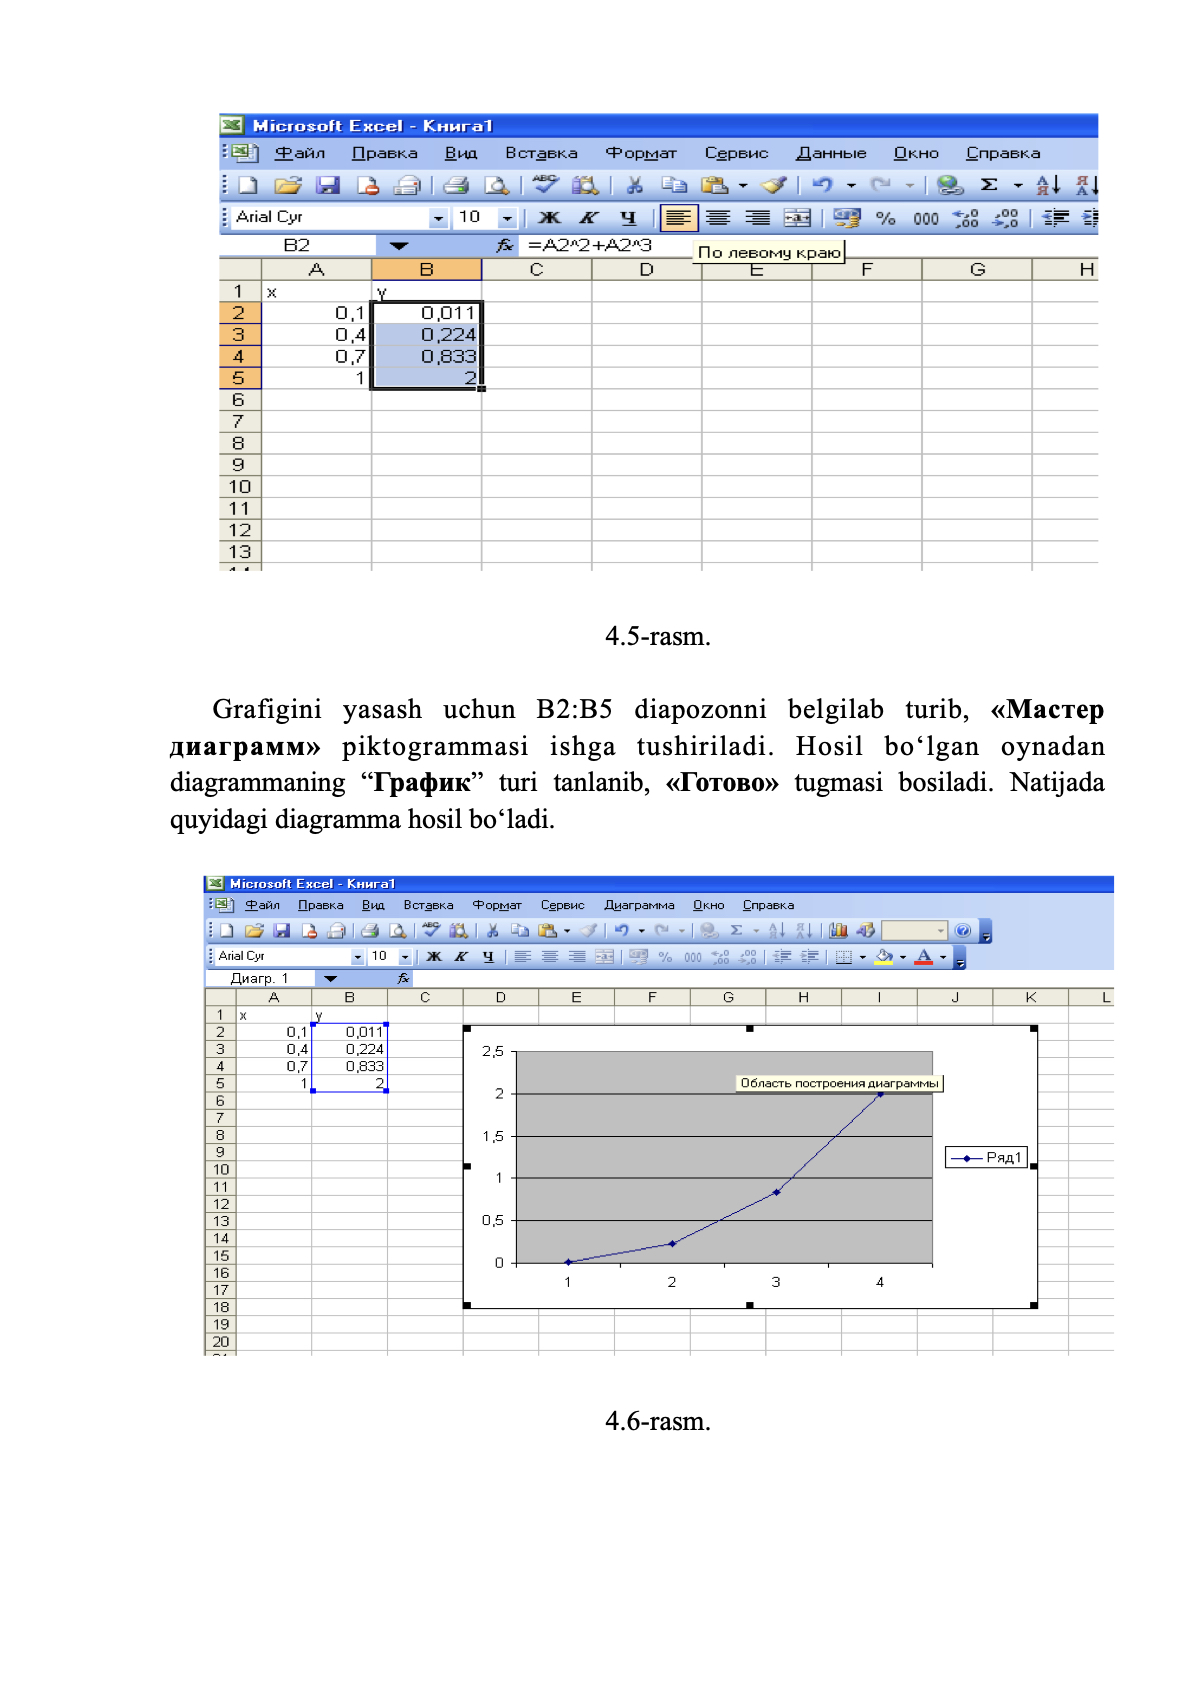 Microsoft Excel - Книга1
Файл Правка Вид Вставка Формат Сервис Данные Окно Справка
Arial Cyr 10 Ж К Ч % 000
B2 fx =A2^2+A2^3 По левому краю
A B C D E F G H
1 x y
2 0,1 0,011
3 0,4 0,224
4 0,7 0,833
5 1 2
6
7
8
9
10
11
12
13
4.5-rasm.
Grafigini yasash uchun B2:B5 diapozonni belgilab turib, «Мастер
диаграмм» piktogrammasi ishga tushiriladi. Hosil bo‘lgan oynadan
diagrammaning “График” turi tanlanib, «Готово» tugmasi bosiladi. Natijada
quyidagi diagramma hosil bo‘ladi.
Microsoft Excel - Книга1
Файл Правка Вид Вставка Формат Сервис Диаграмма Окно Справка
Arial Cyr 10 Ж К Ч % 000
Диагр. 1 fx
A B C D E F G H I J K L
1 x y
2 0,1 0,011
3 0,4 0,224
4 0,7 0,833
5 1 2
6
7
8
9
10
11
12
13
14
15
16
17
18
19
20
2,5
Область построения диаграммы
2
1,5
Ряд1
1
0,5
0
1 2 3 4
4.6-rasm.